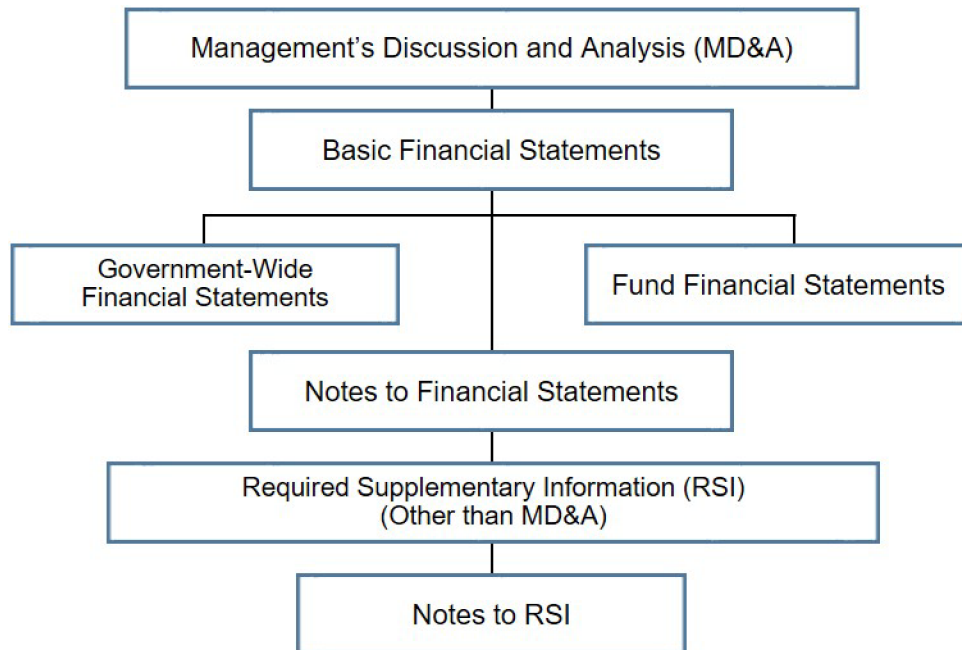 Management’s Discussion and Analysis (MD&A)
Basic Financial Statements
Government-Wide
Financial Statements
Fund Financial Statements
Notes to Financial Statements
Required Supplementary Information (RSI)
(Other than MD&A)
Notes to RSI